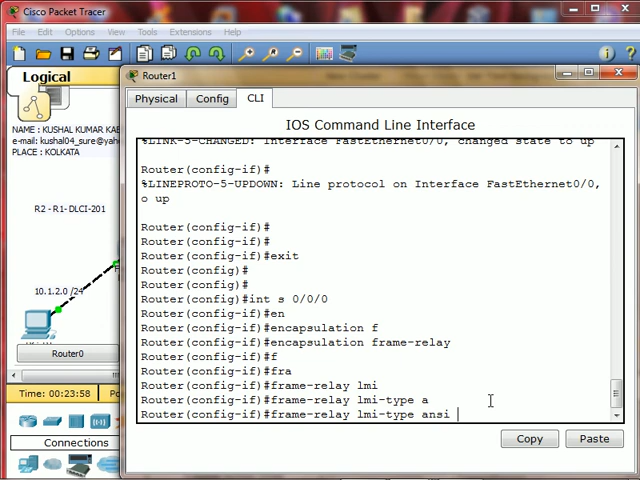 Cisco Packet Tracer
File Edit Options View Tools Extensions Help
Logical
Router1
Physical Config CLI
IOS Command Line Interface
NAME : KUSHAL KUMAR KAB
e-mail: kushal04_sure@yaho
PLACE : KOLKATA
R2 - R1- DLCI-201
10.1.2.0 /24
Router0
Time: 00:23:58
Connections
%LINK-5-CHANGED: Interface FastEthernet0/0, changed state to up
Router(config-if)#
%LINEPROTO-5-UPDOWN: Line protocol on Interface FastEthernet0/0,
o up
Router(config-if)#
Router(config-if)#
Router(config-if)#exit
Router(config)#
Router(config)#
Router(config)#int s 0/0/0
Router(config-if)#en
Router(config-if)#encapsulation f
Router(config-if)#encapsulation frame-relay
Router(config-if)#f
Router(config-if)#fra
Router(config-if)#frame-relay lmi
Router(config-if)#frame-relay lmi-type a
Router(config-if)#frame-relay lmi-type ansi
Copy Paste